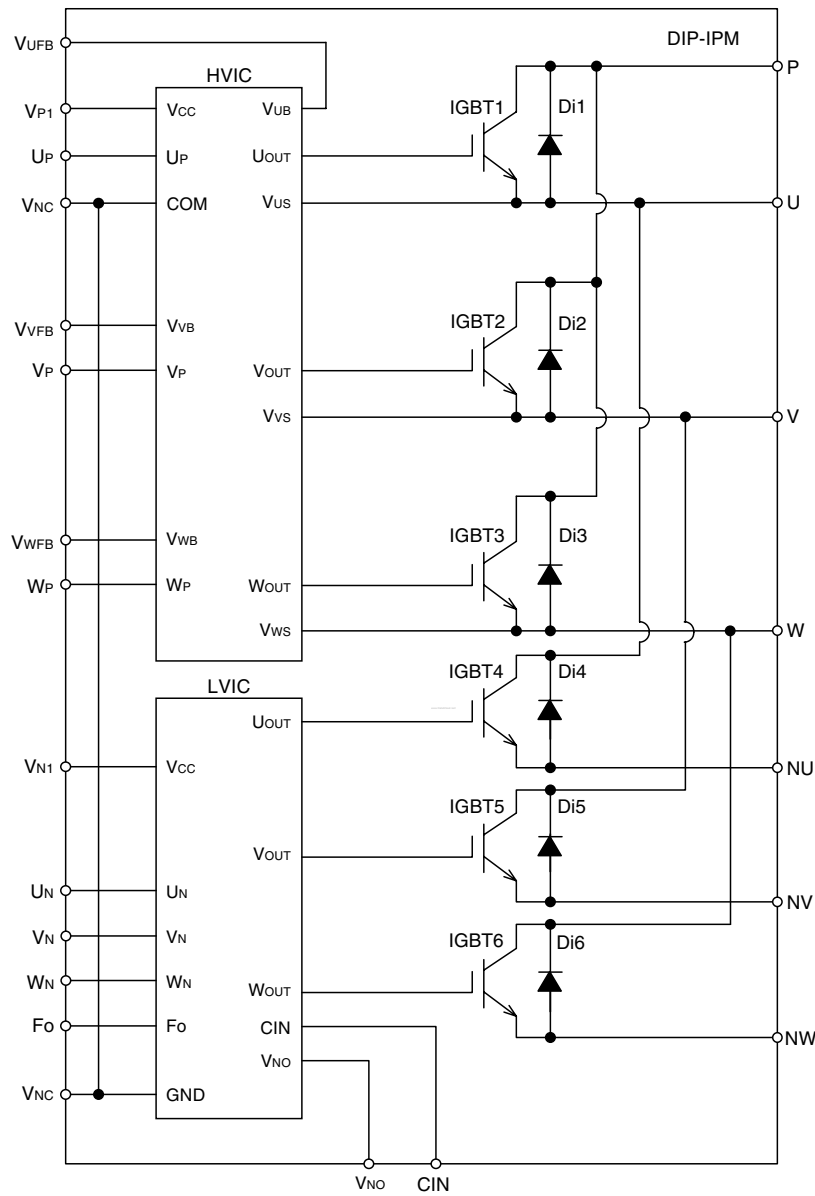 DIP-IPM
VUFB
P
HVIC
IGBT1
Di1
VP1
VCC
VUB
UP
UP
UOUT
VNC
COM
VUS
U
IGBT2
Di2
VVFB
VVB
VP
VP
VOUT
VVS
V
IGBT3
Di3
VWFB
VWB
WP
WP
WOUT
VWS
W
IGBT4
Di4
LVIC
UOUT
VN1
VCC
NU
IGBT5
Di5
VOUT
UN
UN
NV
VN
VN
IGBT6
Di6
WN
WN
WOUT
FO
FO
CIN
NW
VNO
VNC
GND
VNO
CIN